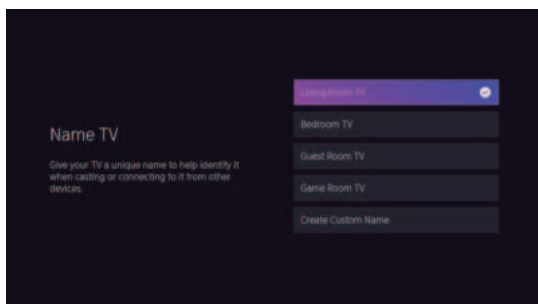 Name TV
Give your TV a unique name to help identify it
when casting or connecting to it from other
devices.
Living Room TV
Bedroom TV
Guest Room TV
Game Room TV
Create Custom Name